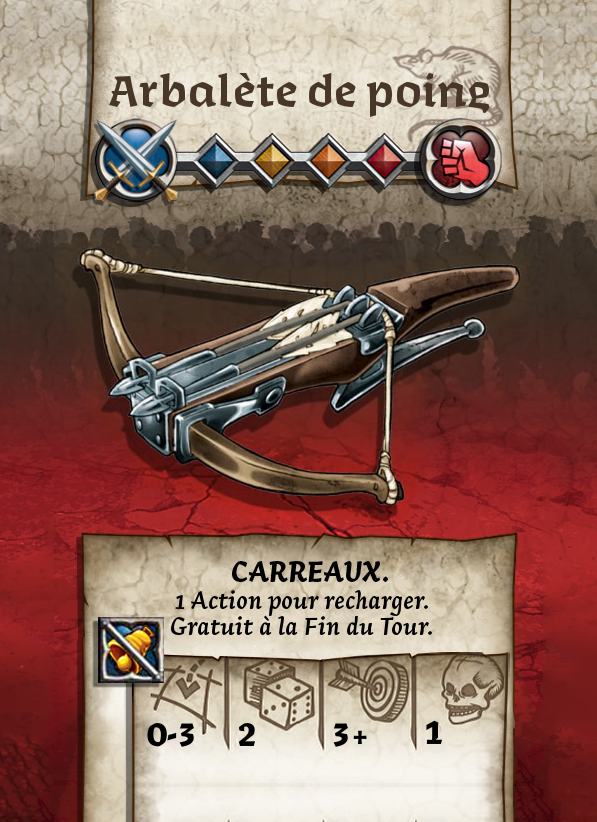 Arbalète de poing
CARREAUX.
1 Action pour recharger.
Gratuit à la Fin du Tour.
0-3 2 3+ 1